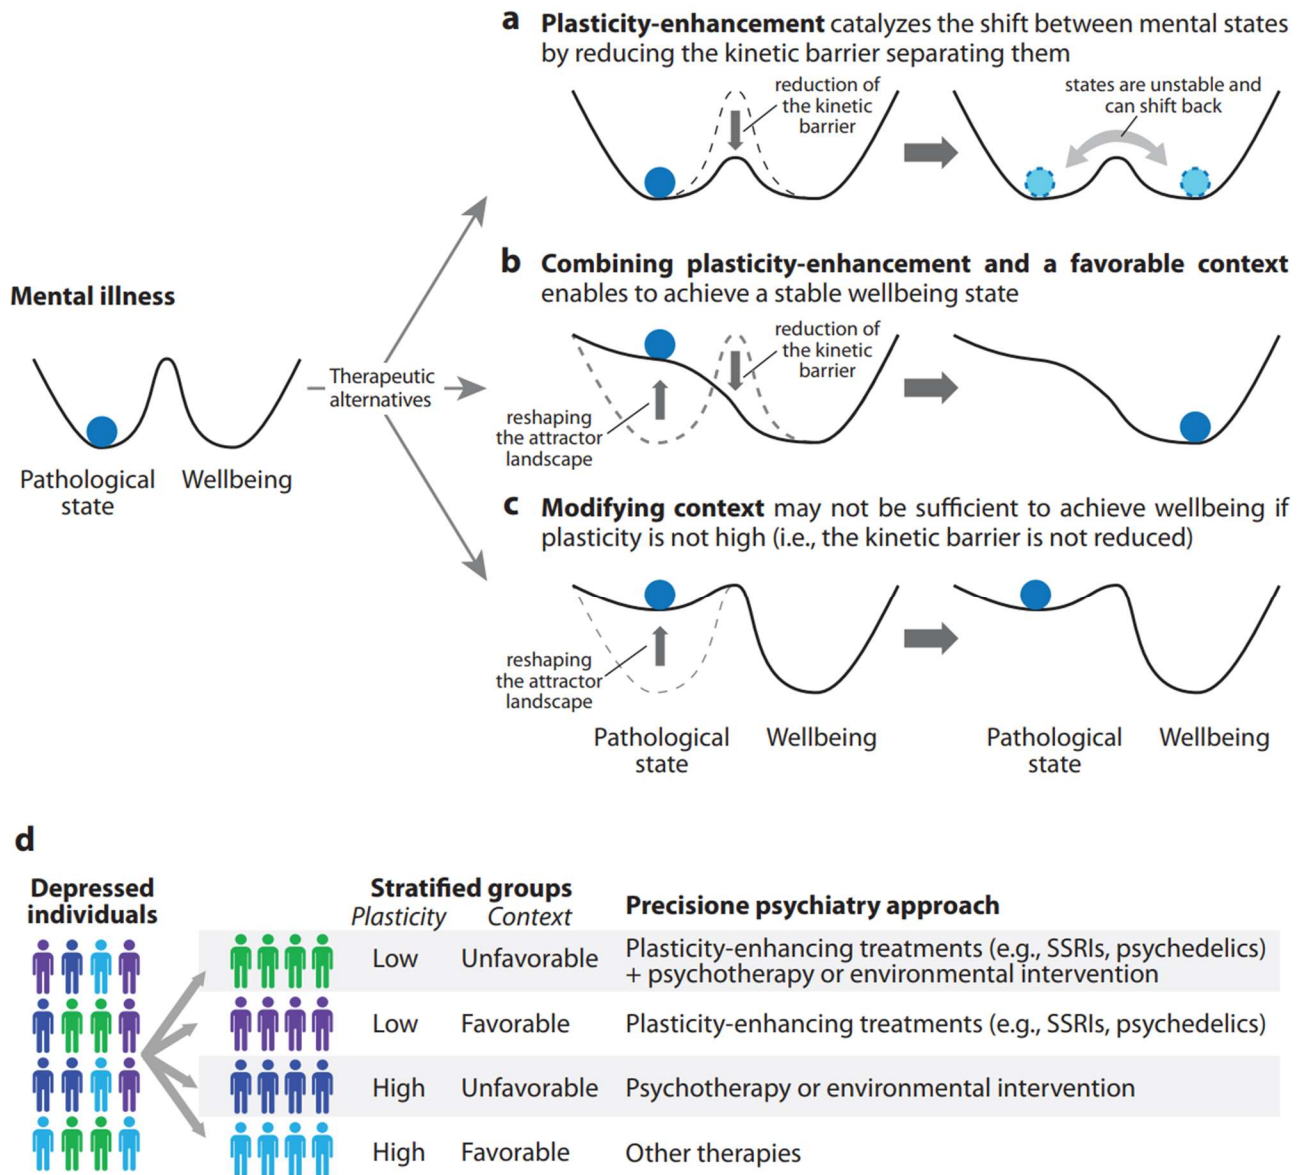 a Plasticity-enhancement catalyzes the shift between mental states
by reducing the kinetic barrier separating them
reduction of
the kinetic
barrier
states are unstable and
can shift back
Mental illness
Pathological
state
Wellbeing
Therapeutic
alternatives
b Combining plasticity-enhancement and a favorable context
enables to achieve a stable wellbeing state
reduction of
the kinetic
barrier
reshaping
the attractor
landscape
c Modifying context may not be sufficient to achieve wellbeing if
plasticity is not high (i.e., the kinetic barrier is not reduced)
reshaping
the attractor
landscape
Pathological
state
Wellbeing
Pathological
state
Wellbeing
d
Depressed
individuals
Stratified groups
Plasticity Context
Precisione psychiatry approach
Low Unfavorable Plasticity-enhancing treatments (e.g., SSRIs, psychedelics)
+ psychotherapy or environmental intervention
Low Favorable Plasticity-enhancing treatments (e.g., SSRIs, psychedelics)
High Unfavorable Psychotherapy or environmental intervention
High Favorable Other therapies